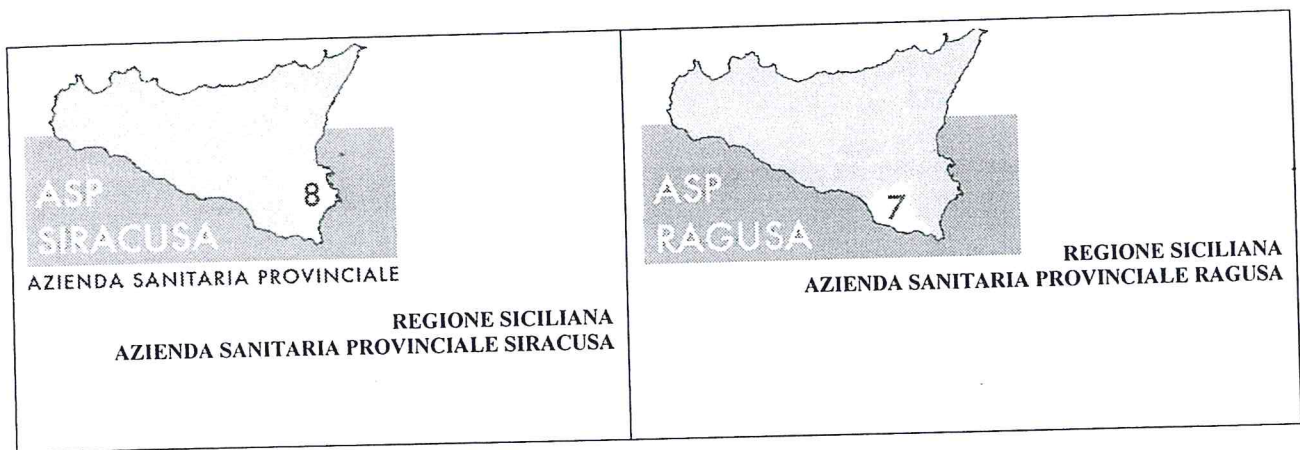 8
ASP
SIRACUSA
AZIENDA SANITARIA PROVINCIALE
REGIONE SICILIANA
AZIENDA SANITARIA PROVINCIALE SIRACUSA
7
ASP
RAGUSA
REGIONE SICILIANA
AZIENDA SANITARIA PROVINCIALE RAGUSA